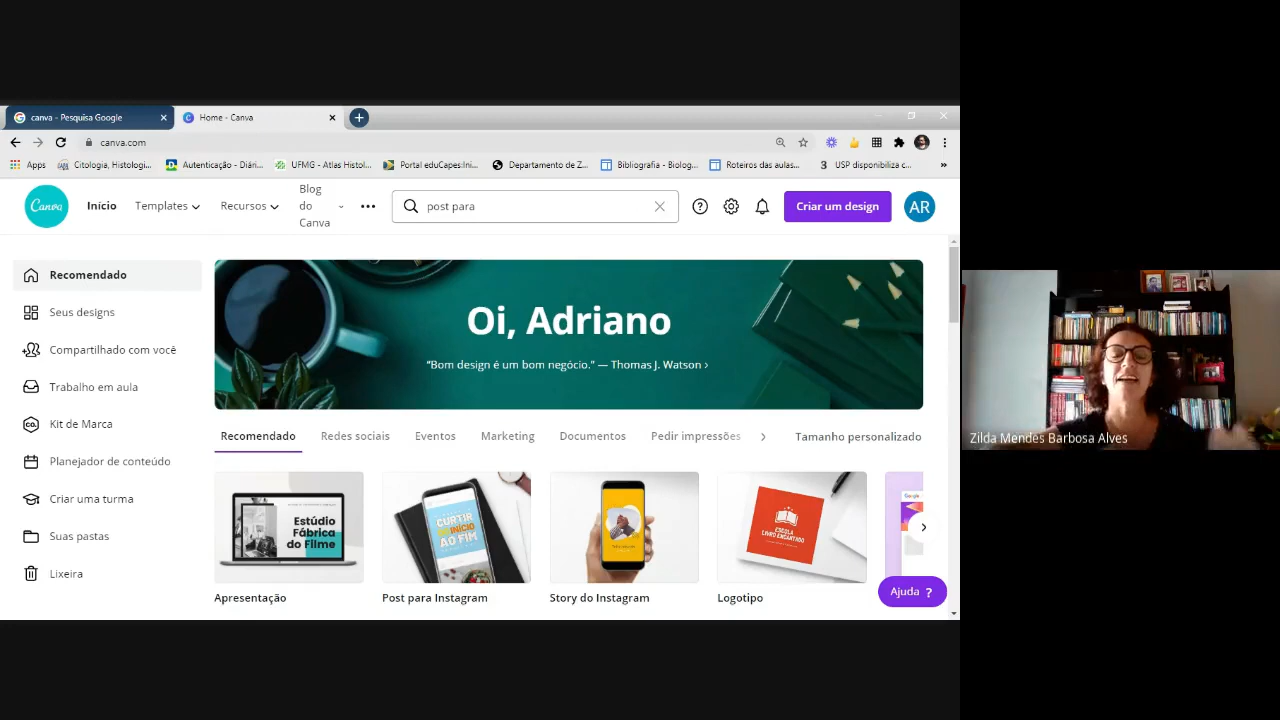 canva - Pesquisa Google
Home - Canva
canva.com
Apps
Citologia, Histologi...
Autenticação - Diári...
UFMG - Atlas Histol...
Portal eduCapes:Ini...
Departamento de Z...
Bibliografia - Biolog...
Roteiros das aulas...
USP disponibiliza c...
Canva
Início
Templates
Recursos
Blog
do
Canva
post para
Criar um design
AR
Recomendado
Seus designs
Compartilhado com você
Trabalho em aula
Kit de Marca
Planejador de conteúdo
Criar uma turma
Suas pastas
Lixeira
Oi, Adriano
“Bom design é um bom negócio.” — Thomas J. Watson ›
Recomendado
Redes sociais
Eventos
Marketing
Documentos
Pedir impressões
Tamanho personalizado
Estúdio
Fábrica
do Filme
CURTIR
DO INÍCIO
AO FIM
ESCOLA
LIVRO ENCANTADO
Google
Apresentação
Post para Instagram
Story do Instagram
Logotipo
Ajuda ?
Zilda Mendes Barbosa Alves